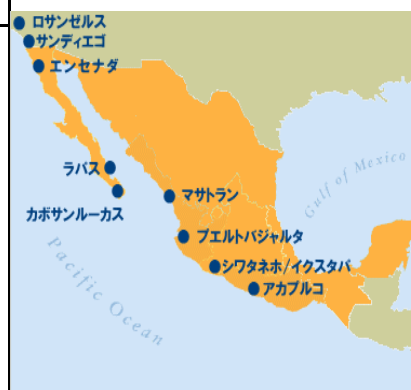 ロサンゼルス
サンディエゴ
エンセナダ
ラパス
カボサンルーカス
マサトラン
プエルトバジャルタ
シワタネホ/イクスタパ
アカプルコ
Gulf of Mexico
Pacific Ocean